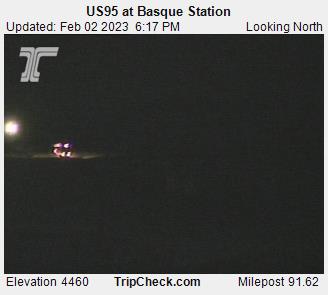 US95 at Basque Station
Updated: Feb 02 2023 6:17 PM Looking North
Elevation 4460 TripCheck.com Milepost 91.62